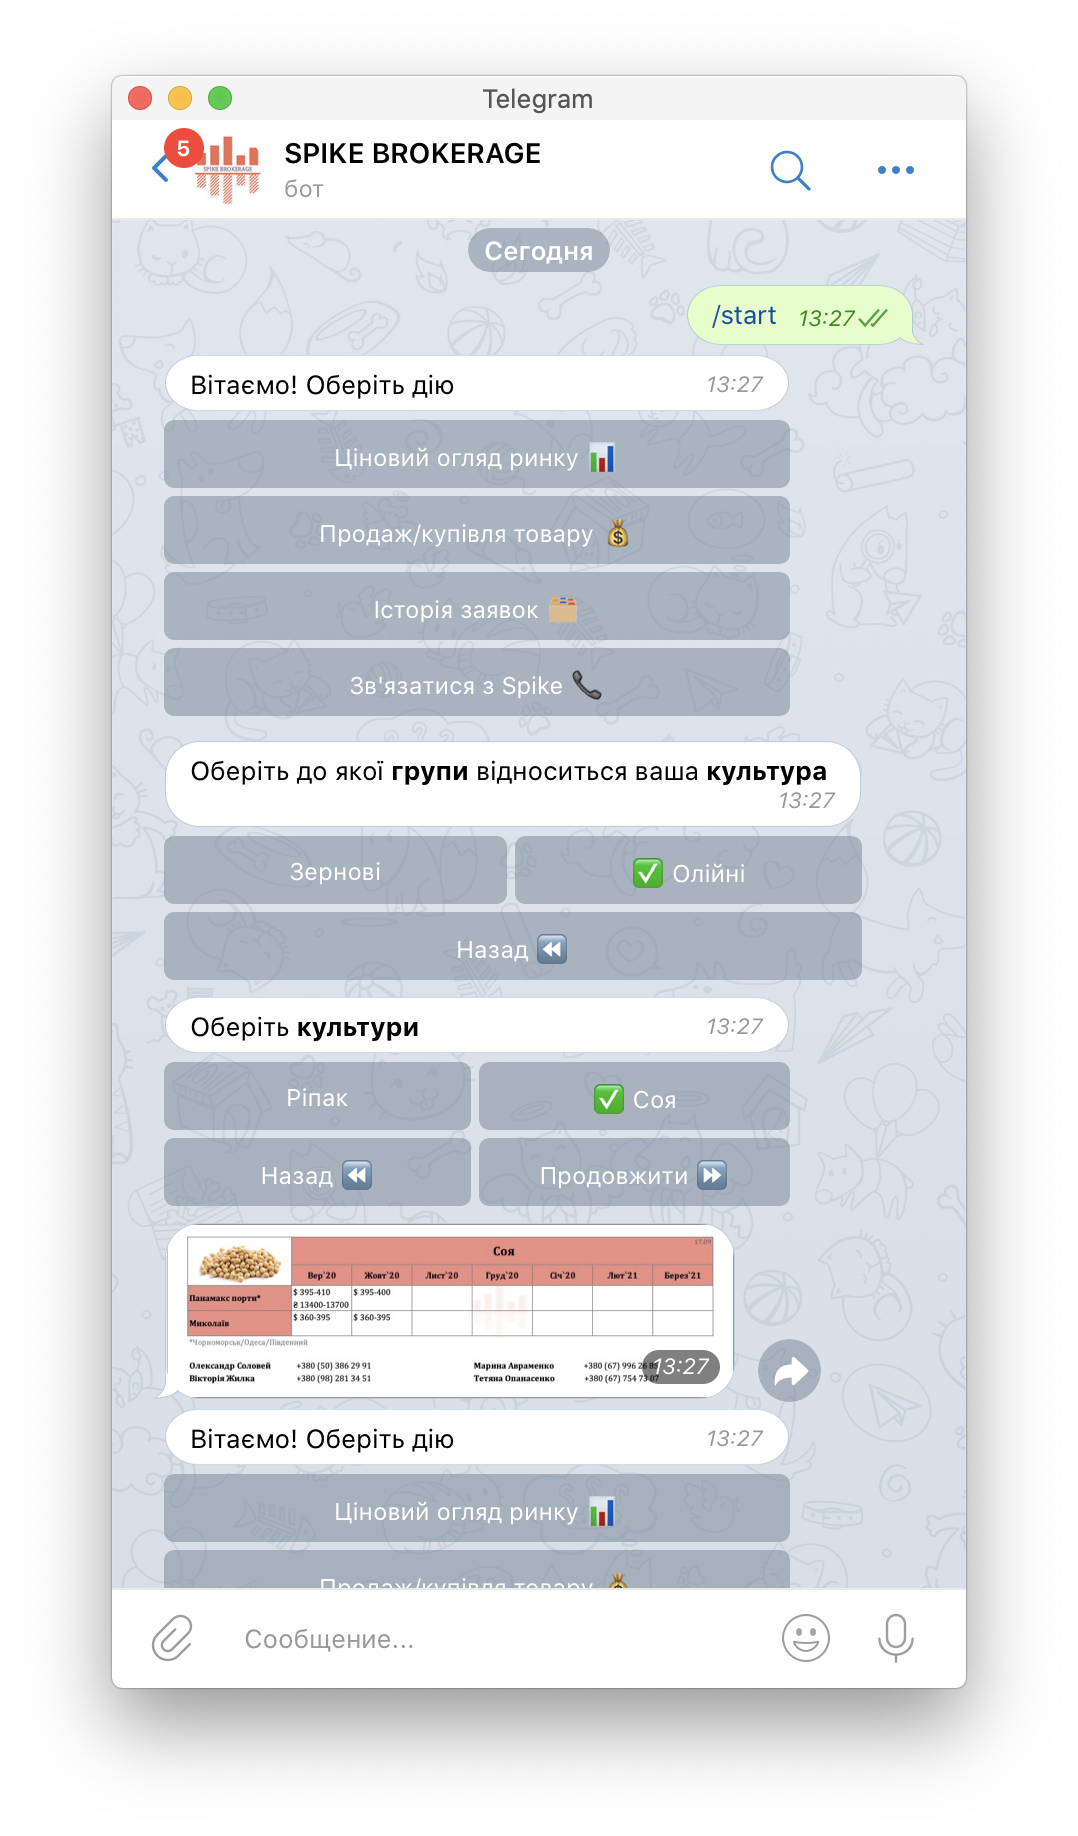 Telegram
5
SPIKE BROKERAGE
SPIKE BROKERAGE
бот
Сегодня
/start 13:27
Вітаємо! Оберіть дію 13:27
Ціновий огляд ринку
Продаж/купівля товару
Історія заявок
Зв'язатися з Spike
Оберіть до якої групи відноситься ваша культура
13:27
Зернові
Олійні
Назад
Оберіть культури 13:27
Ріпак
Соя
Назад
Продовжити
17.09
Соя
Вер`20 Жовт`20 Лист`20 Груд`20 Січ`20 Лют`21 Берез`21
Панамакс порти* $ 395-410 $ 395-400
₴ 13400-13700
Миколаїв $ 360-395 $ 360-395
*Чорноморськ/Одеса/Південний
Олександр Соловей +380 (50) 386 29 91 Марина Авраменко +380 (67) 996
Вікторія Жилка +380 (98) 281 34 51 Тетяна Опанасенко +380 (67) 754 73 07
13:27
Вітаємо! Оберіть дію 13:27
Ціновий огляд ринку
Продаж/купівля товару
Сообщение...